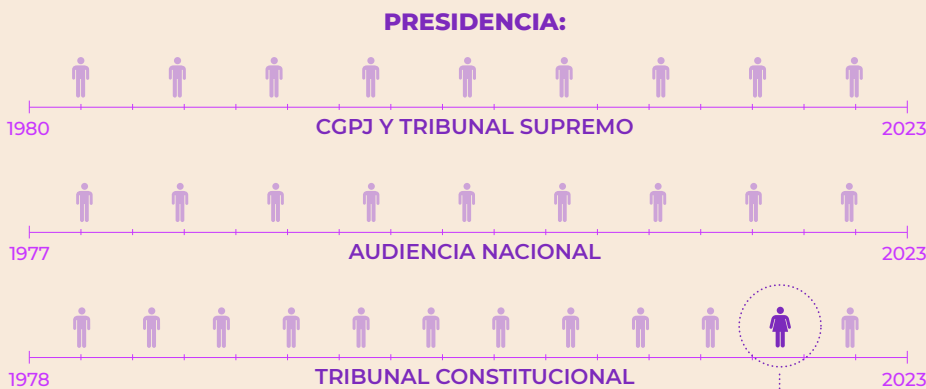 PRESIDENCIA:
1980 CGPJ Y TRIBUNAL SUPREMO 2023
1977 AUDIENCIA NACIONAL 2023
1978 TRIBUNAL CONSTITUCIONAL 2023